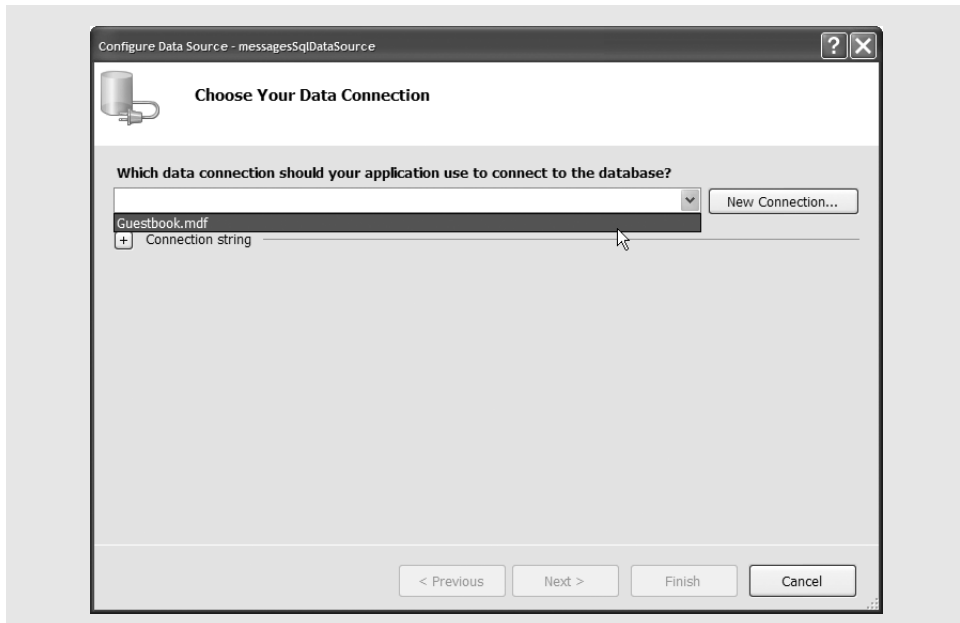 Configure Data Source - messagesSqlDataSource
?
Choose Your Data Connection
Which data connection should your application use to connect to the database?
New Connection...
Guestbook.mdf
+ Connection string
< Previous Next > Finish Cancel